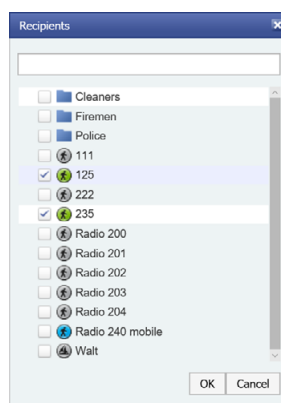 Recipients
Cleaners
Firemen
Police
111
125
222
235
Radio 200
Radio 201
Radio 202
Radio 203
Radio 204
Radio 240 mobile
Walt
OK Cancel